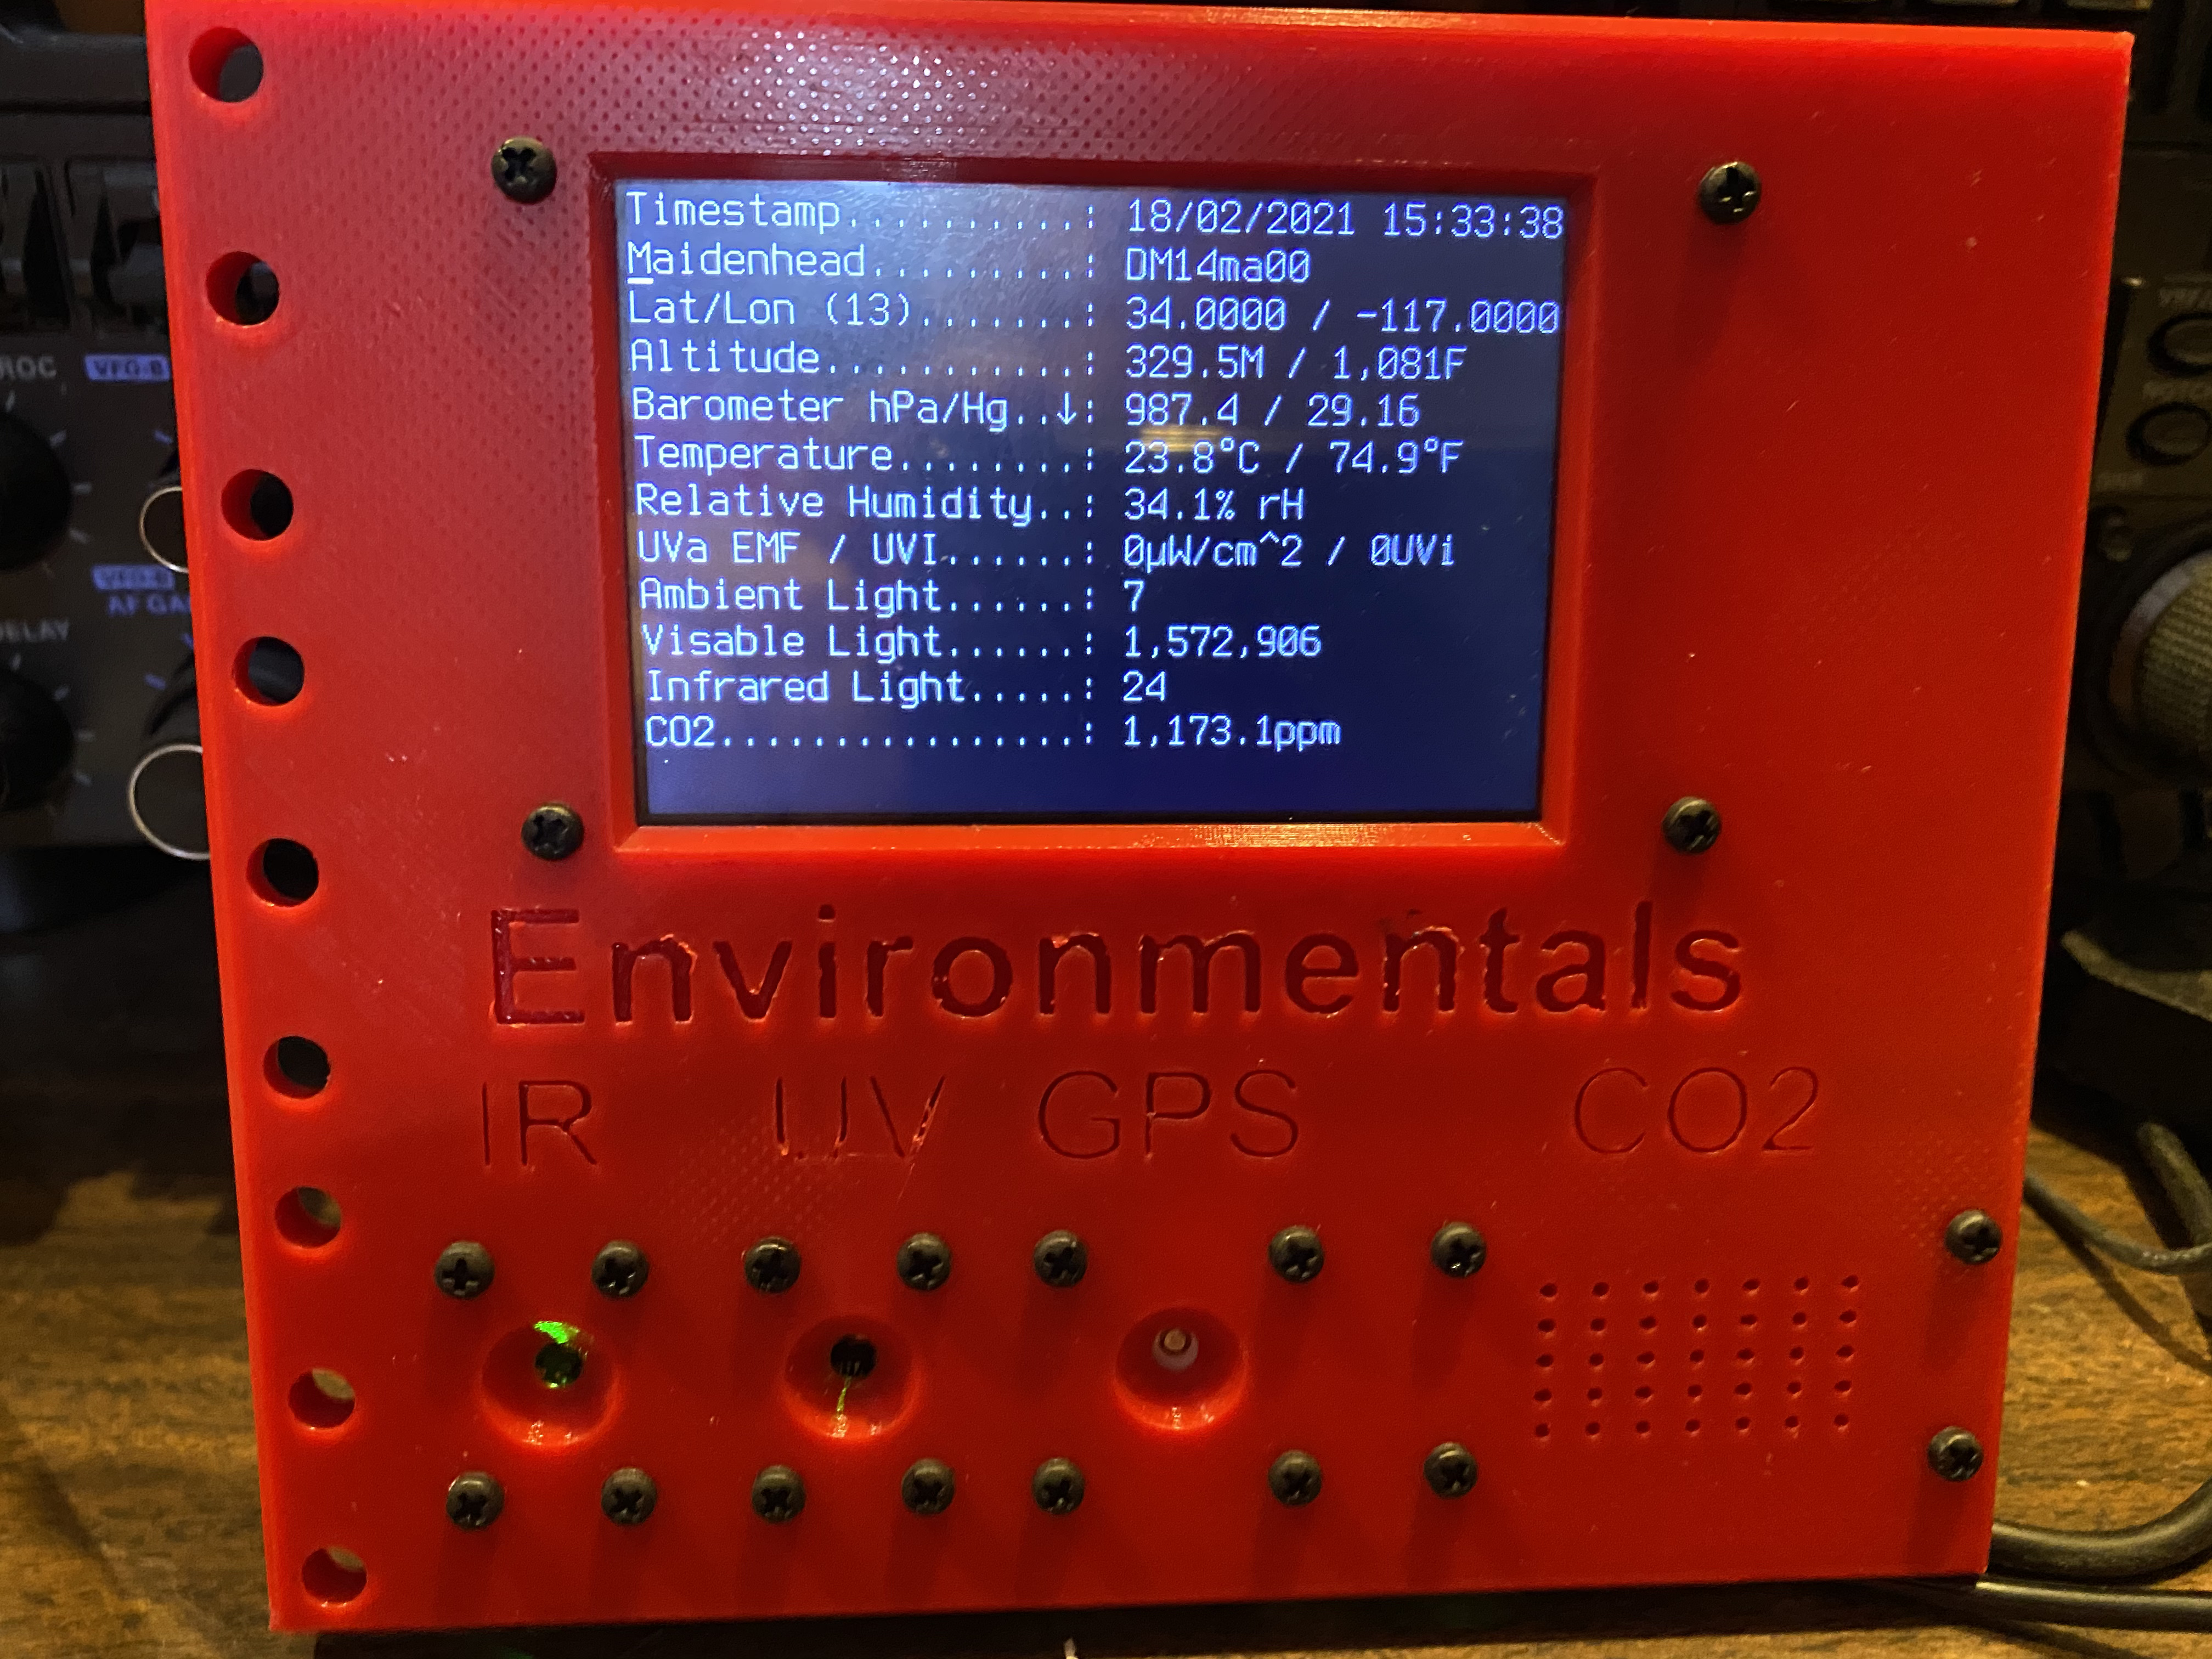 Timestamp...........: 18/02/2021 15:33:38
Maidenhead.........: DM14ma00
Lat/Lon (13).......: 34.0000 / -117.0000
Altitude...........: 329.5M / 1,081F
Barometer hPa/Hg..↓: 987.4 / 29.16
Temperature........: 23.8°C / 74.9°F
Relative Humidity..: 34.1% rH
UVa EMF / UVI......: 0µW/cm^2 / 0UVi
Ambient Light......: 7
Visable Light......: 1,572,906
Infrared Light.....: 24
CO2................: 1,173.1ppm
Environmentals
IR UV GPS CO2
VFO-B
VFO-B
DELAY